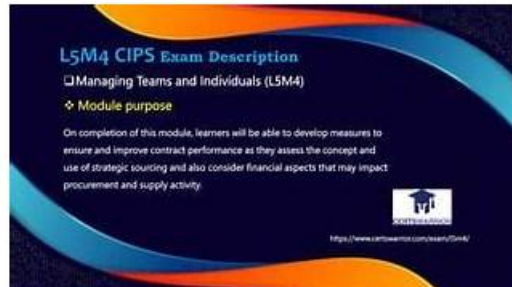 L5M4 CIPS Exam Description
❑Managing Teams and Individuals (L5M4)
❖ Module purpose
On completion of this module, learners will be able to develop measures to
ensure and improve contract performance as they assess the concept and
use of strategic sourcing and also consider financial aspects that may impact
procurement and supply activity.
CERTSWARRIOR
https://www.certswarrior.com/exam/l5m4/